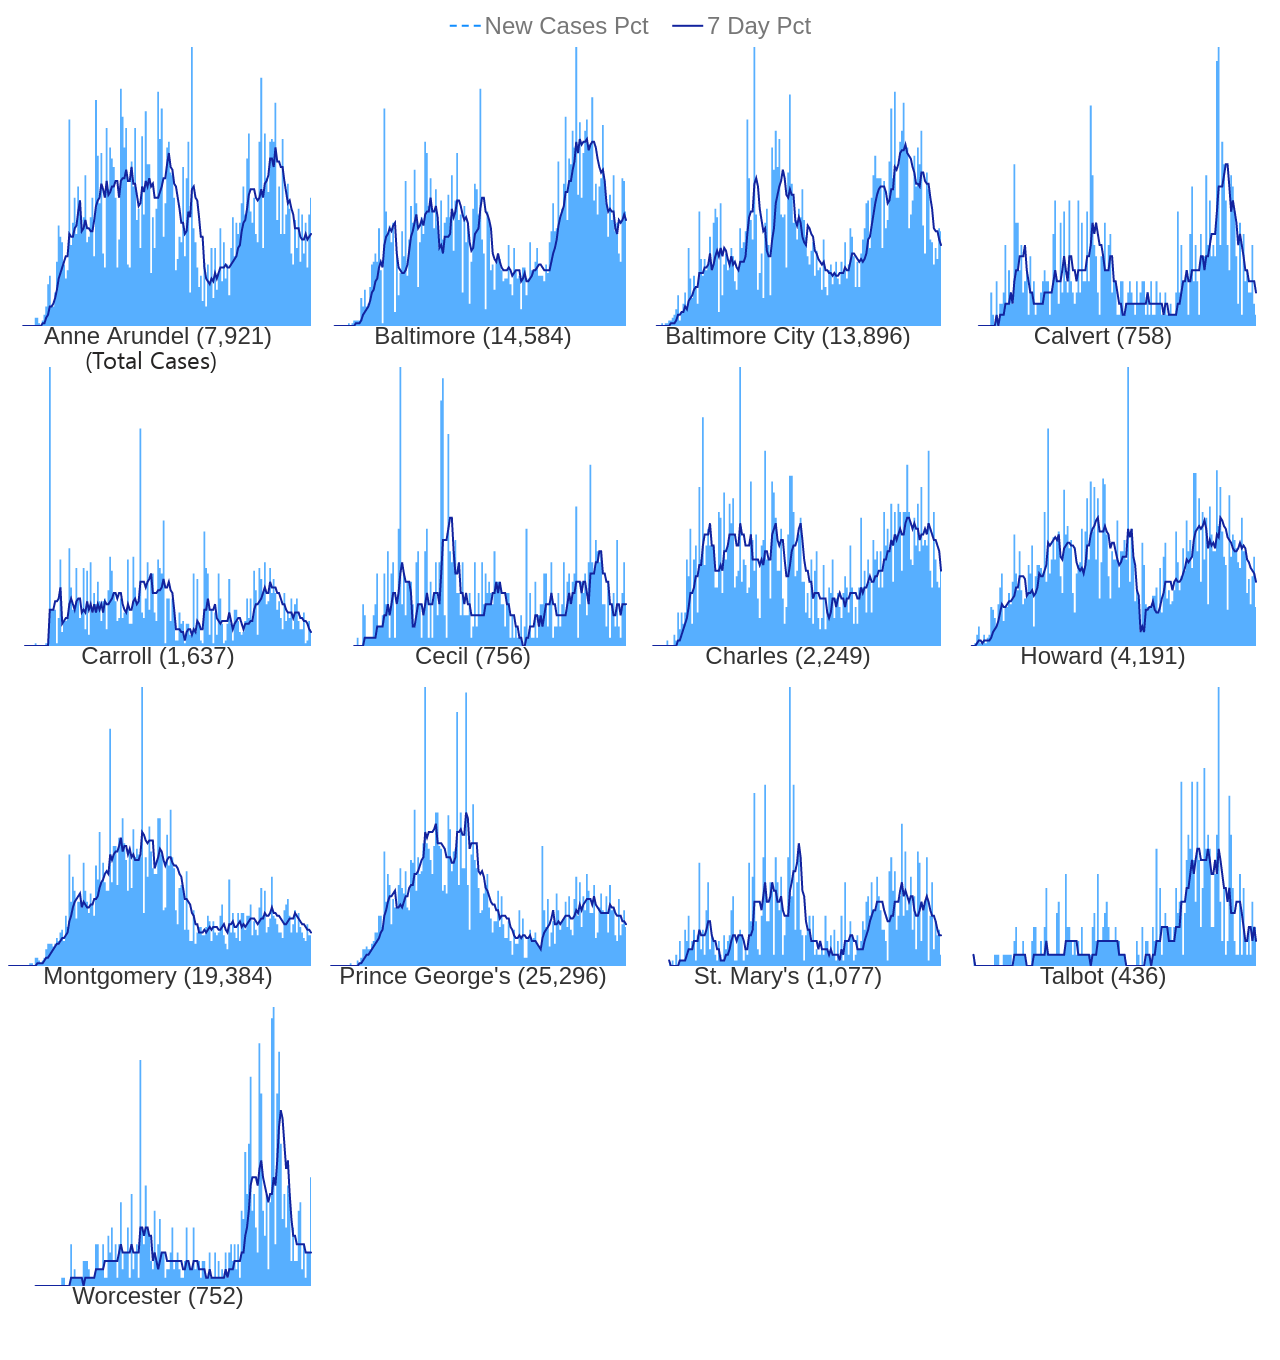 New Cases Pct 7 Day Pct
Anne Arundel (7,921) Baltimore (14,584) Baltimore City (13,896) Calvert (758)
(Total Cases)
Carroll (1,637) Cecil (756) Charles (2,249) Howard (4,191)
Montgomery (19,384) Prince George's (25,296) St. Mary's (1,077) Talbot (436)
Worcester (752)